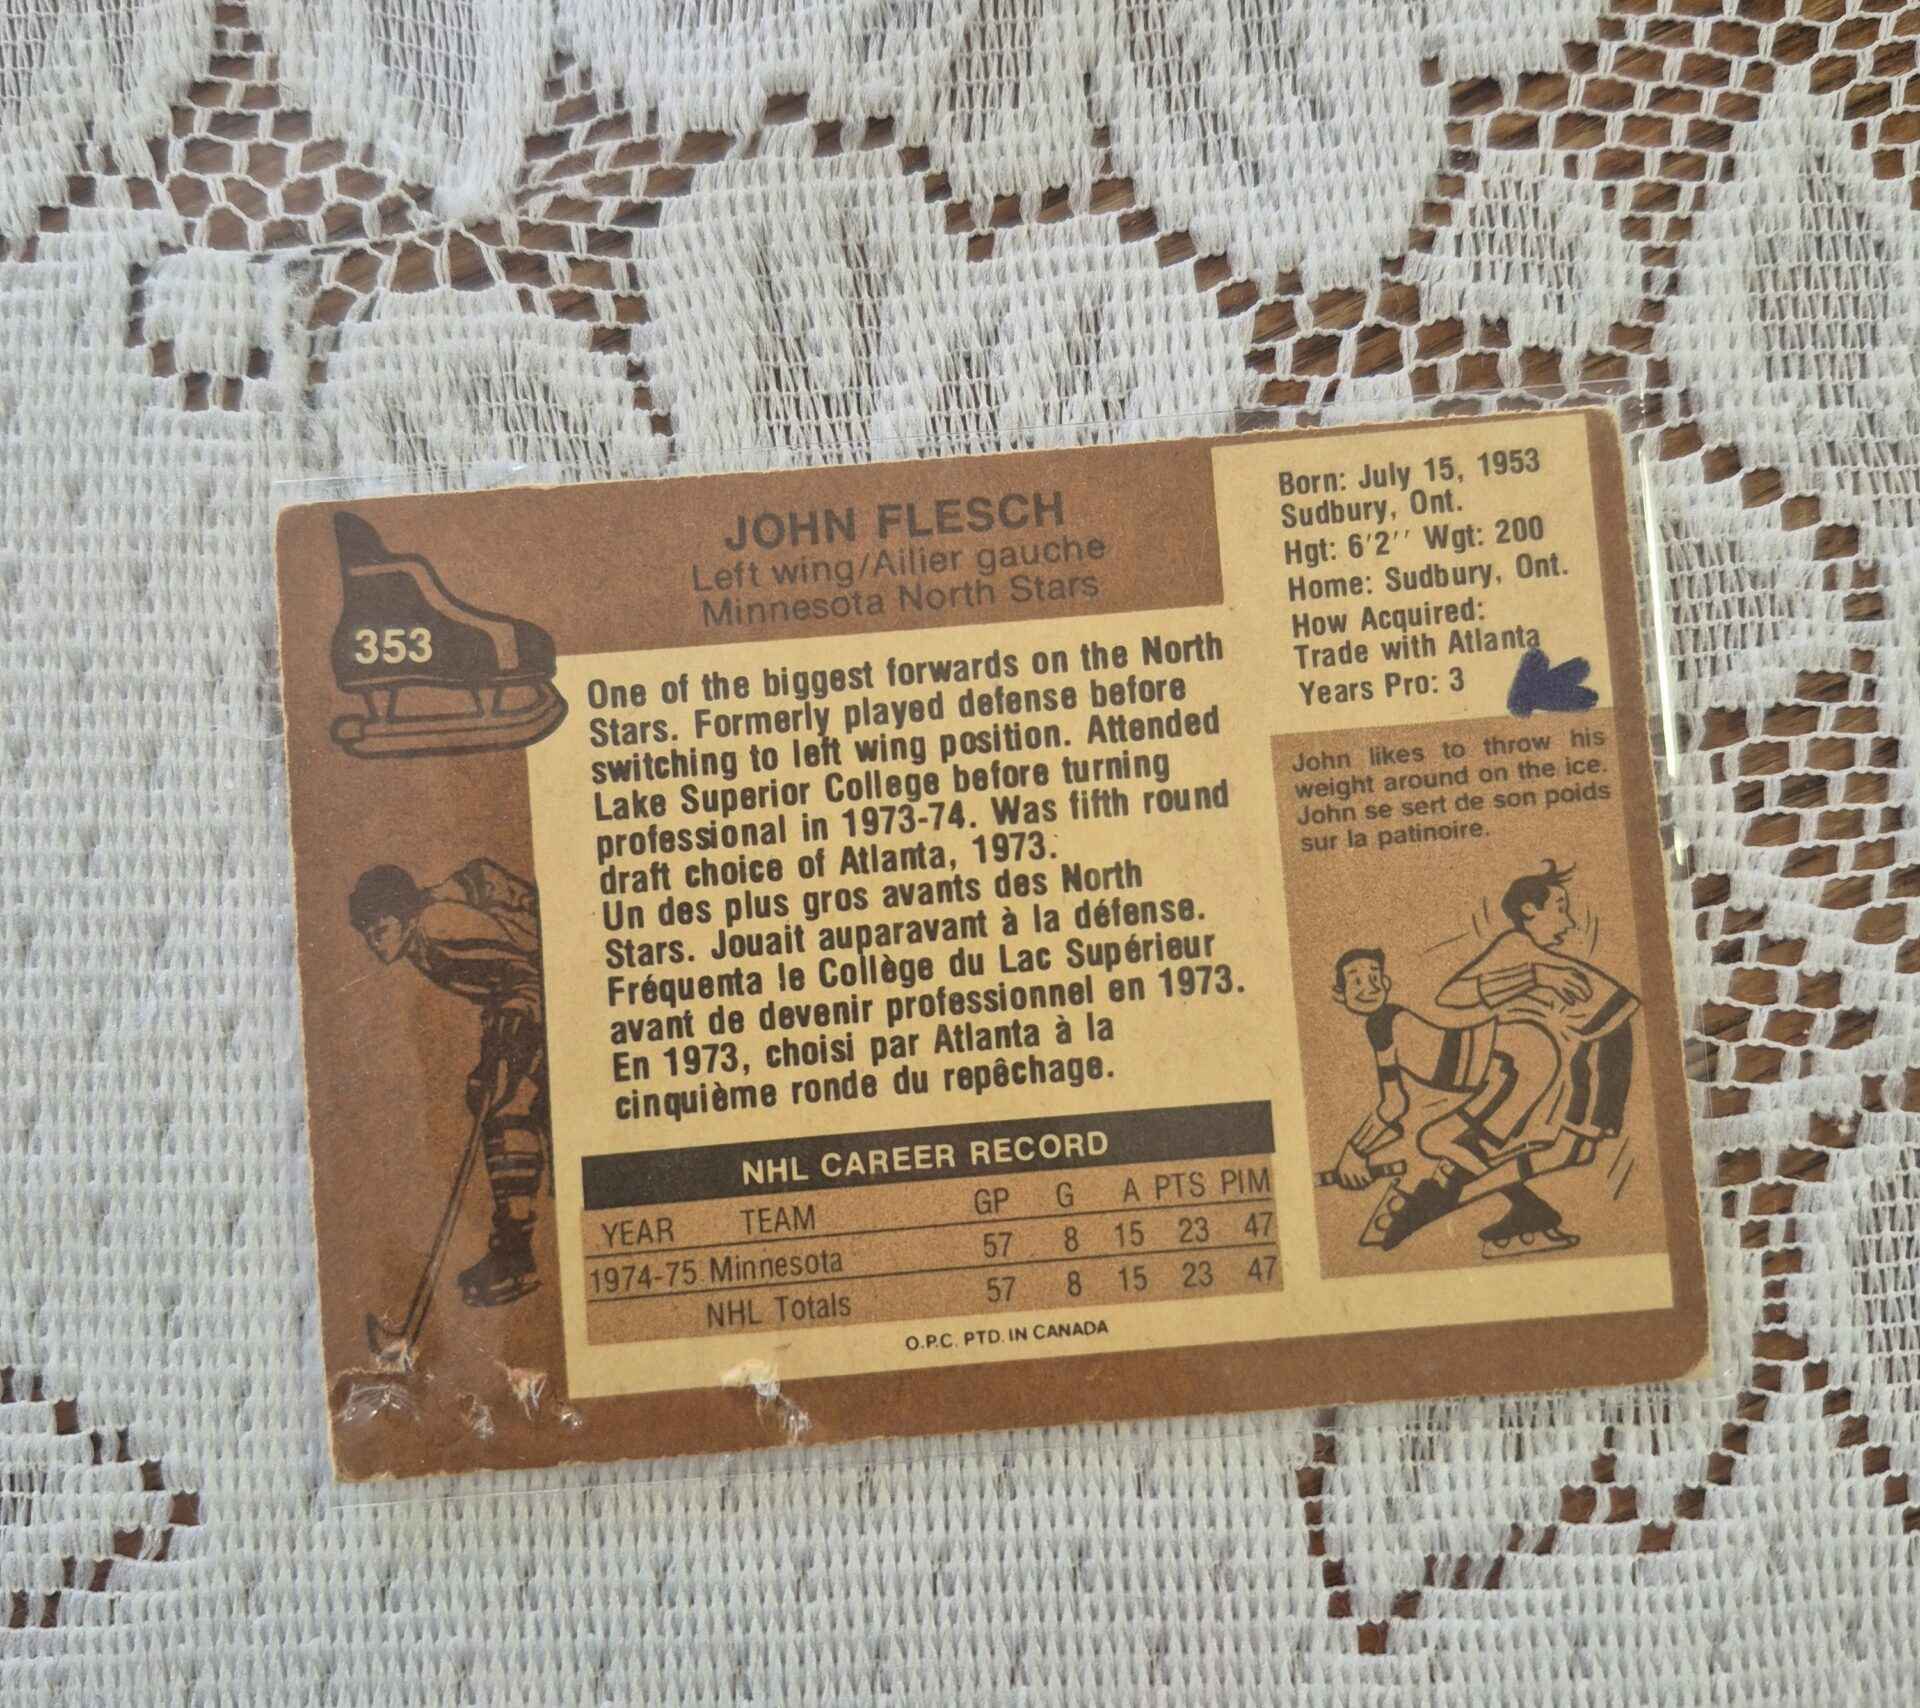 353
JOHN FLESCH
Left wing/Ailier gauche
Minnesota North Stars
Born: July 15, 1953
Sudbury, Ont.
Hgt: 6'2'' Wgt: 200
Home: Sudbury, Ont.
How Acquired:
Trade with Atlanta
Years Pro: 3
One of the biggest forwards on the North
Stars. Formerly played defense before
switching to left wing position. Attended
Lake Superior College before turning
professional in 1973-74. Was fifth round
draft choice of Atlanta, 1973.
Un des plus gros avants des North
Stars. Jouait auparavant à la défense.
Fréquenta le Collège du Lac Supérieur
avant de devenir professionnel en 1973.
En 1973, choisi par Atlanta à la
cinquième ronde du repêchage.
John likes to throw his
weight around on the ice.
John se sert de son poids
sur la patinoire.
NHL CAREER RECORD
YEAR TEAM GP G A PTS PIM
1974-75 Minnesota 57 8 15 23 47
NHL Totals 57 8 15 23 47
O.P.C. PTD. IN CANADA